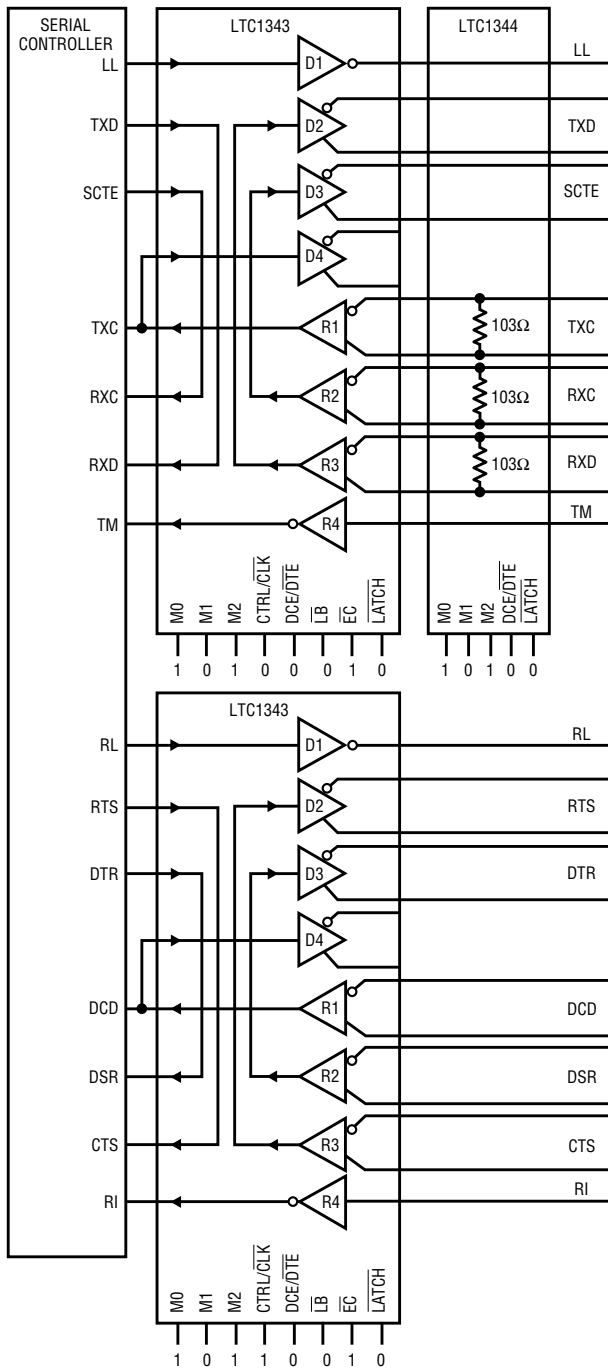 SERIAL
CONTROLLER
LTC1343
LTC1344
LL
D1
LL
TXD
D2
TXD
SCTE
D3
SCTE
D4
TXC
R1
103Ω
TXC
RXC
R2
103Ω
RXC
RXD
R3
103Ω
RXD
TM
R4
TM
M0
M1
M2
CTRL/CLK
DCE/DTE
LB
EC
LATCH
M0
M1
M2
DCE/DTE
LATCH
1 0 1 0 0 0 1 0
1 0 1 0 0
LTC1343
RL
D1
RL
RTS
D2
RTS
DTR
D3
DTR
D4
DCD
R1
DCD
DSR
R2
DSR
CTS
R3
CTS
RI
R4
RI
M0
M1
M2
CTRL/CLK
DCE/DTE
LB
EC
LATCH
1 0 1 1 0 0 1 0